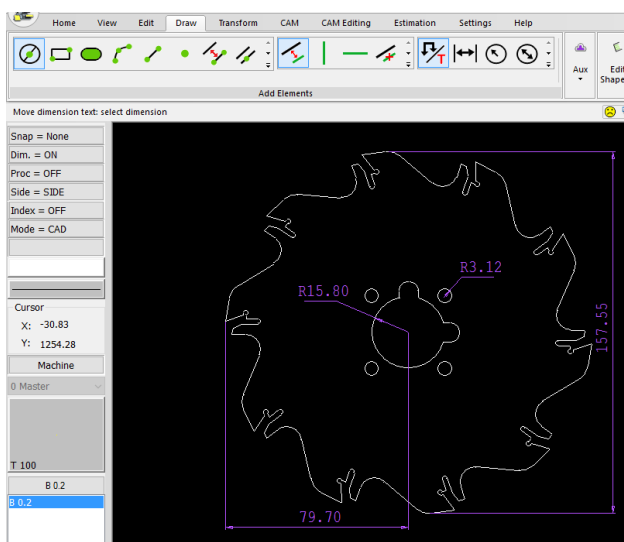 Home View Edit Draw Transform CAM CAM Editing Estimation Settings Help
T
Aux
Edit
Shape
Add Elements
Move dimension text: select dimension
Snap = None
Dim. = ON
Proc = OFF
Side = SIDE
Index = OFF
Mode = CAD
Cursor
X: -30.83
Y: 1254.28
Machine
0 Master
T 100
B 0.2
B 0.2
R3.12
R15.80
157.55
79.70